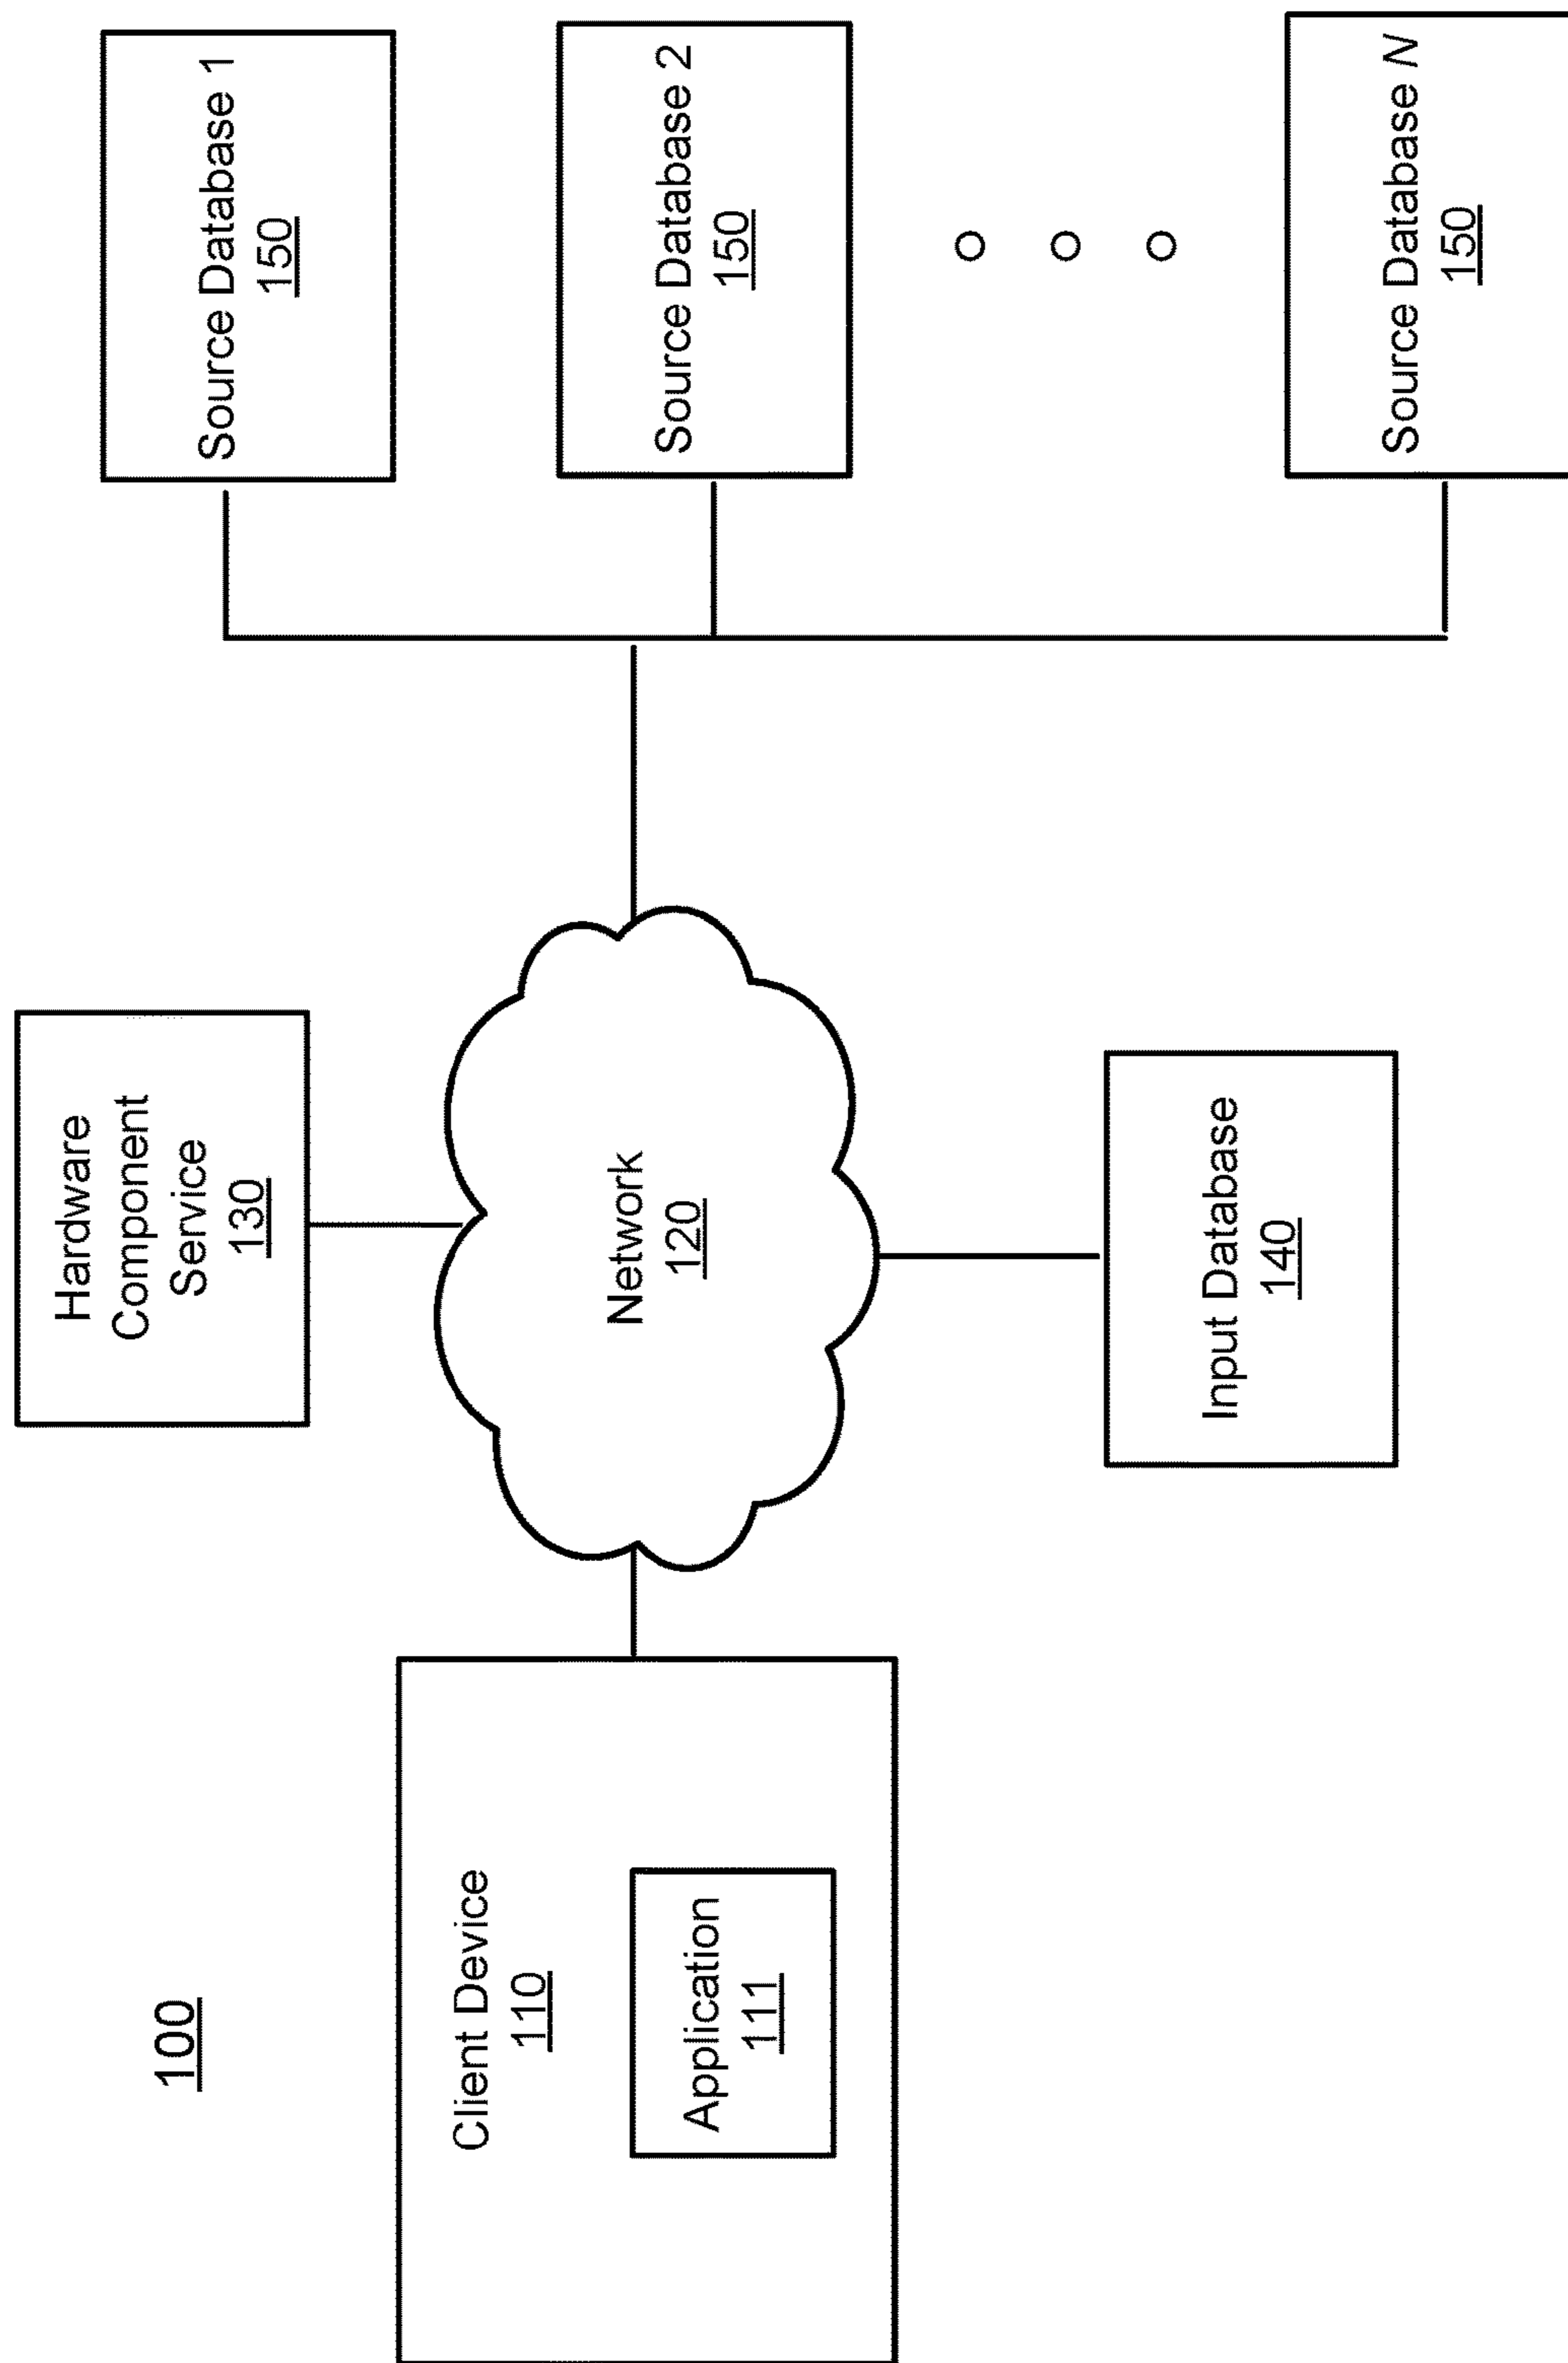 100
Client Device
110
Application
111
Hardware
Component
Service
130
Network
120
Input Database
140
Source Database 1
150
Source Database 2
150
Source Database N
150